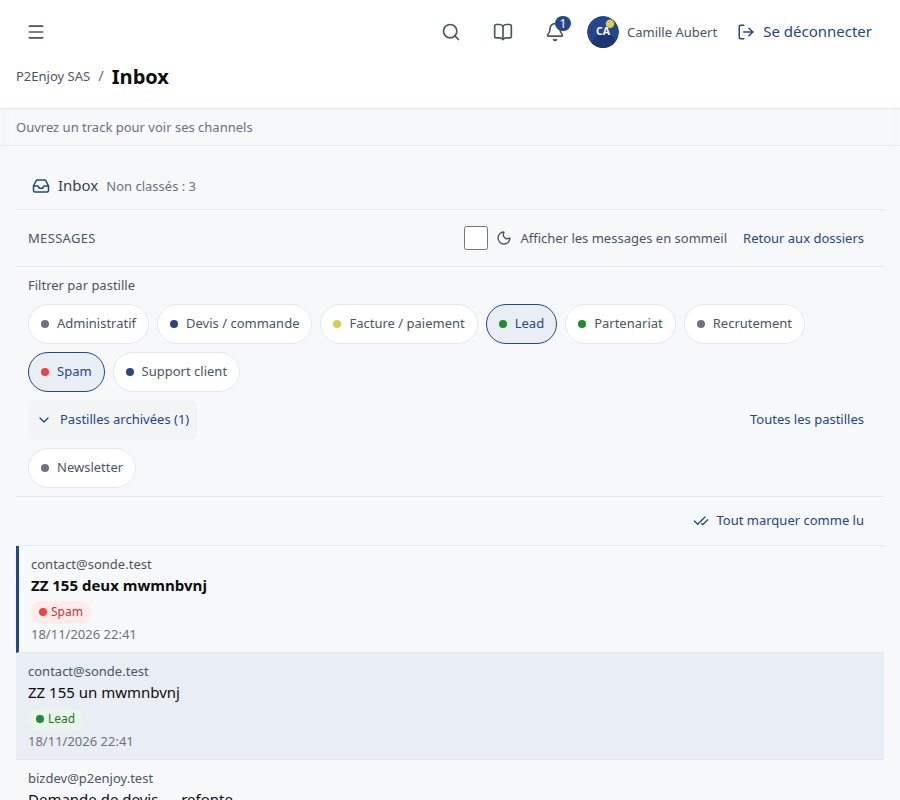 1
CA Camille Aubert Se déconnecter
P2Enjoy SAS / Inbox
Ouvrez un track pour voir ses channels
Inbox Non classés : 3
MESSAGES Afficher les messages en sommeil Retour aux dossiers
Filtrer par pastille
Administratif Devis / commande Facture / paiement Lead Partenariat Recrutement
Spam Support client
Pastilles archivées (1) Toutes les pastilles
Newsletter
Tout marquer comme lu
contact@sonde.test
ZZ 155 deux mwmnbvnj
Spam
18/11/2026 22:41
contact@sonde.test
ZZ 155 un mwmnbvnj
Lead
18/11/2026 22:41
bizdev@p2enjoy.test
Demande de devis — refonte